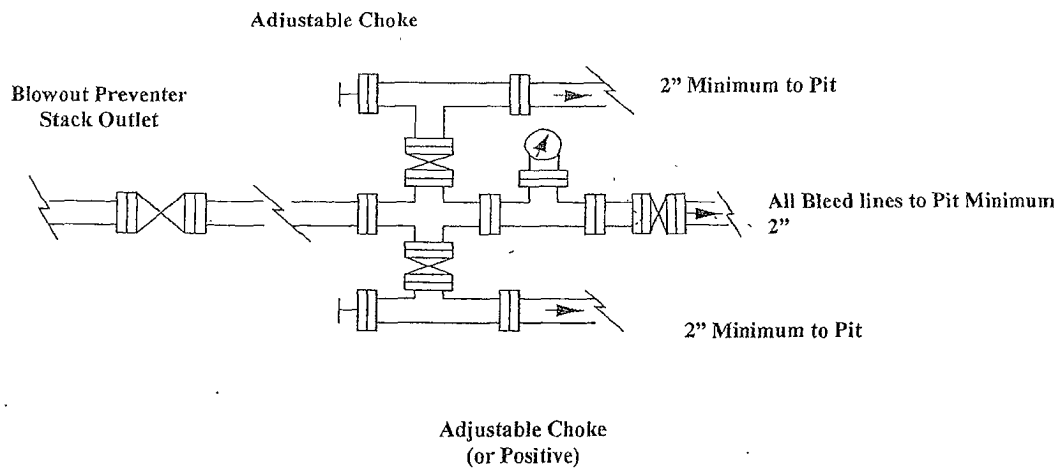 Adjustable Choke
2” Minimum to Pit
Blowout Preventer
Stack Outlet
All Bleed lines to Pit Minimum
2”
2” Minimum to Pit
Adjustable Choke
(or Positive)